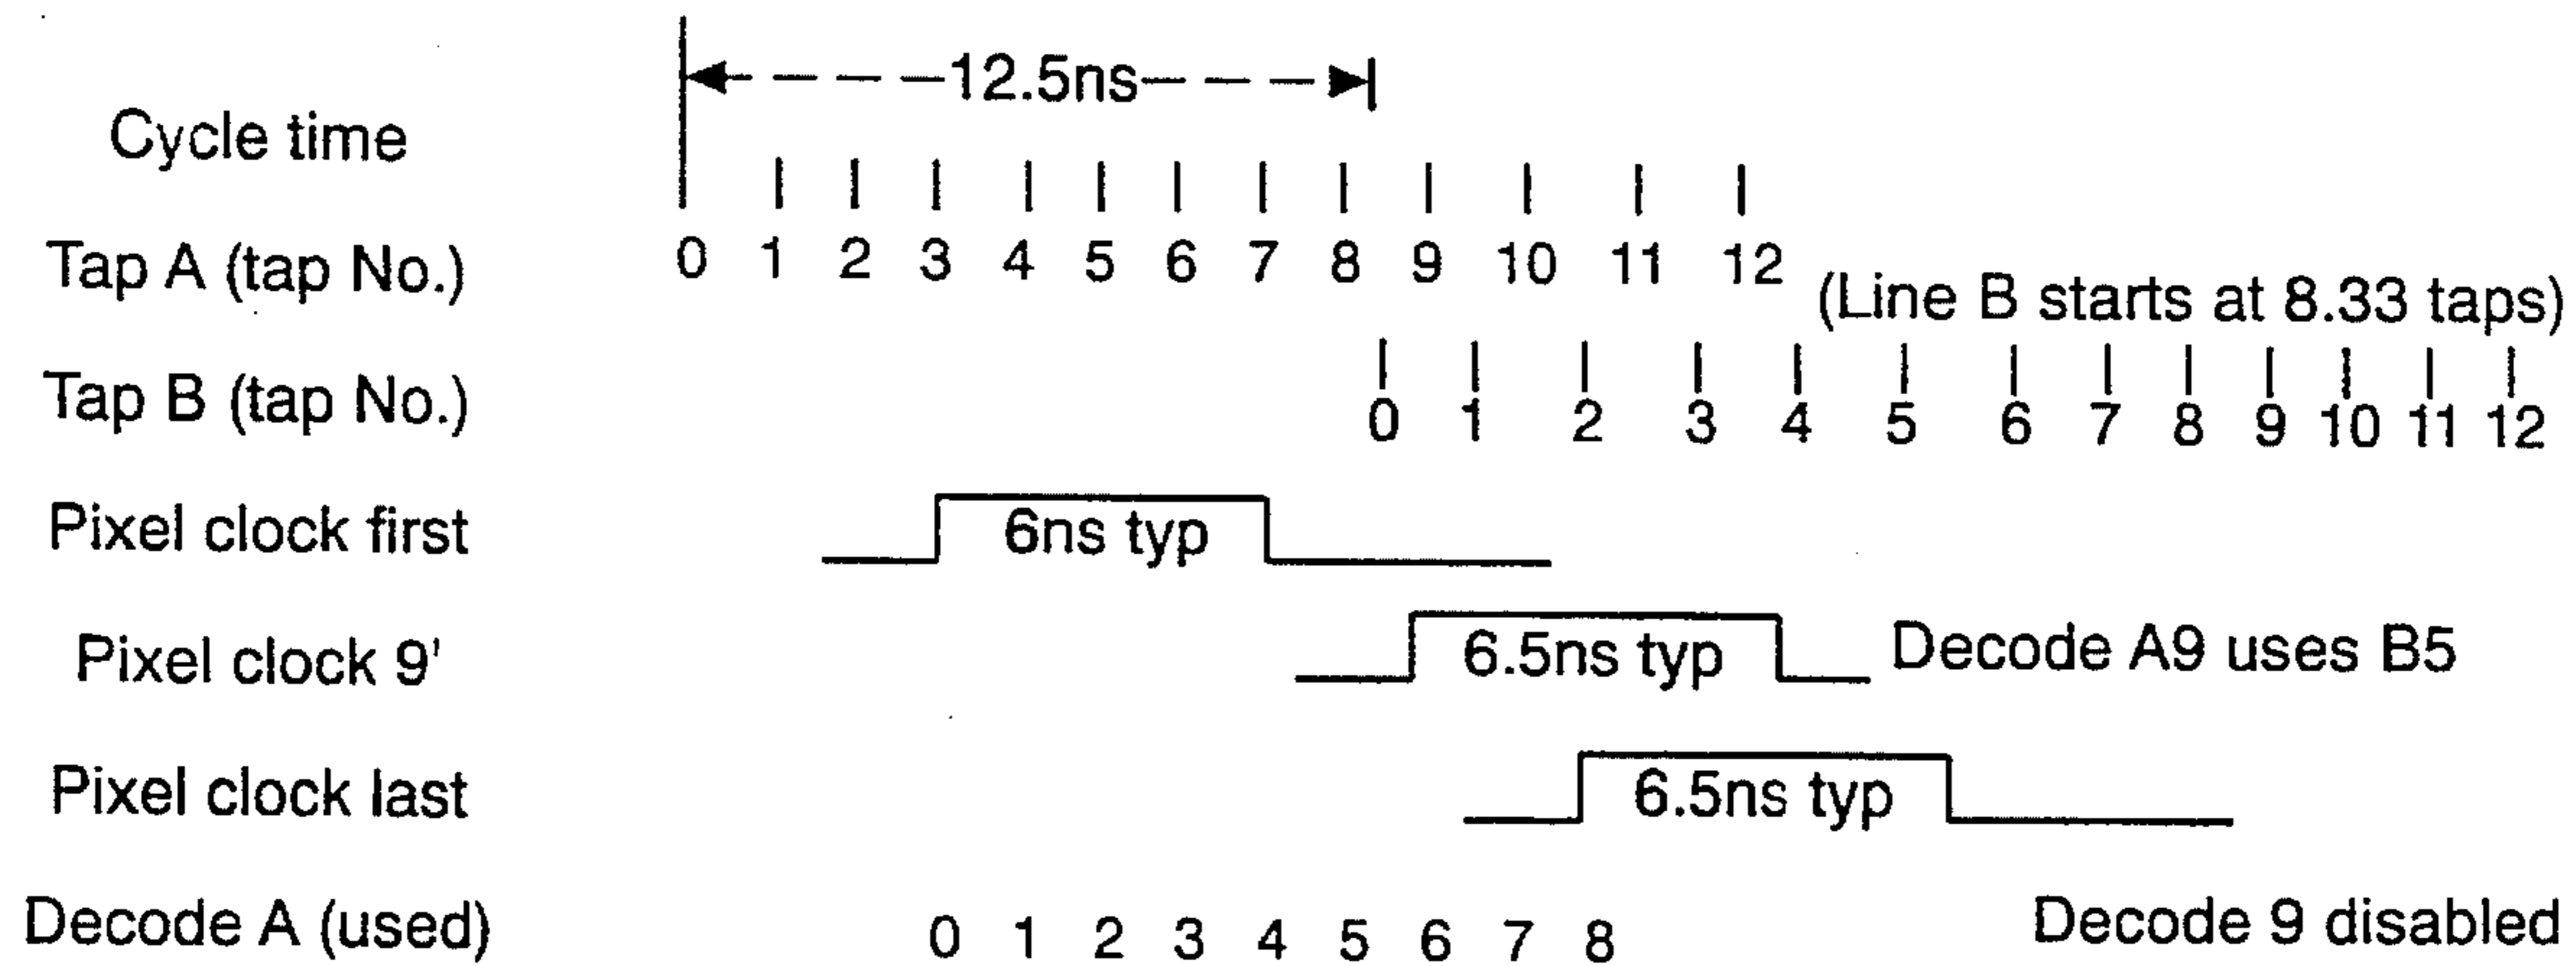 12.5ns
Cycle time
Tap A (tap No.) 0 1 2 3 4 5 6 7 8 9 10 11 12
(Line B starts at 8.33 taps)
Tap B (tap No.) 0 1 2 3 4 5 6 7 8 9 10 11 12
Pixel clock first 6ns typ
Pixel clock 9' 6.5ns typ Decode A9 uses B5
Pixel clock last 6.5ns typ
Decode A (used) 0 1 2 3 4 5 6 7 8 Decode 9 disabled